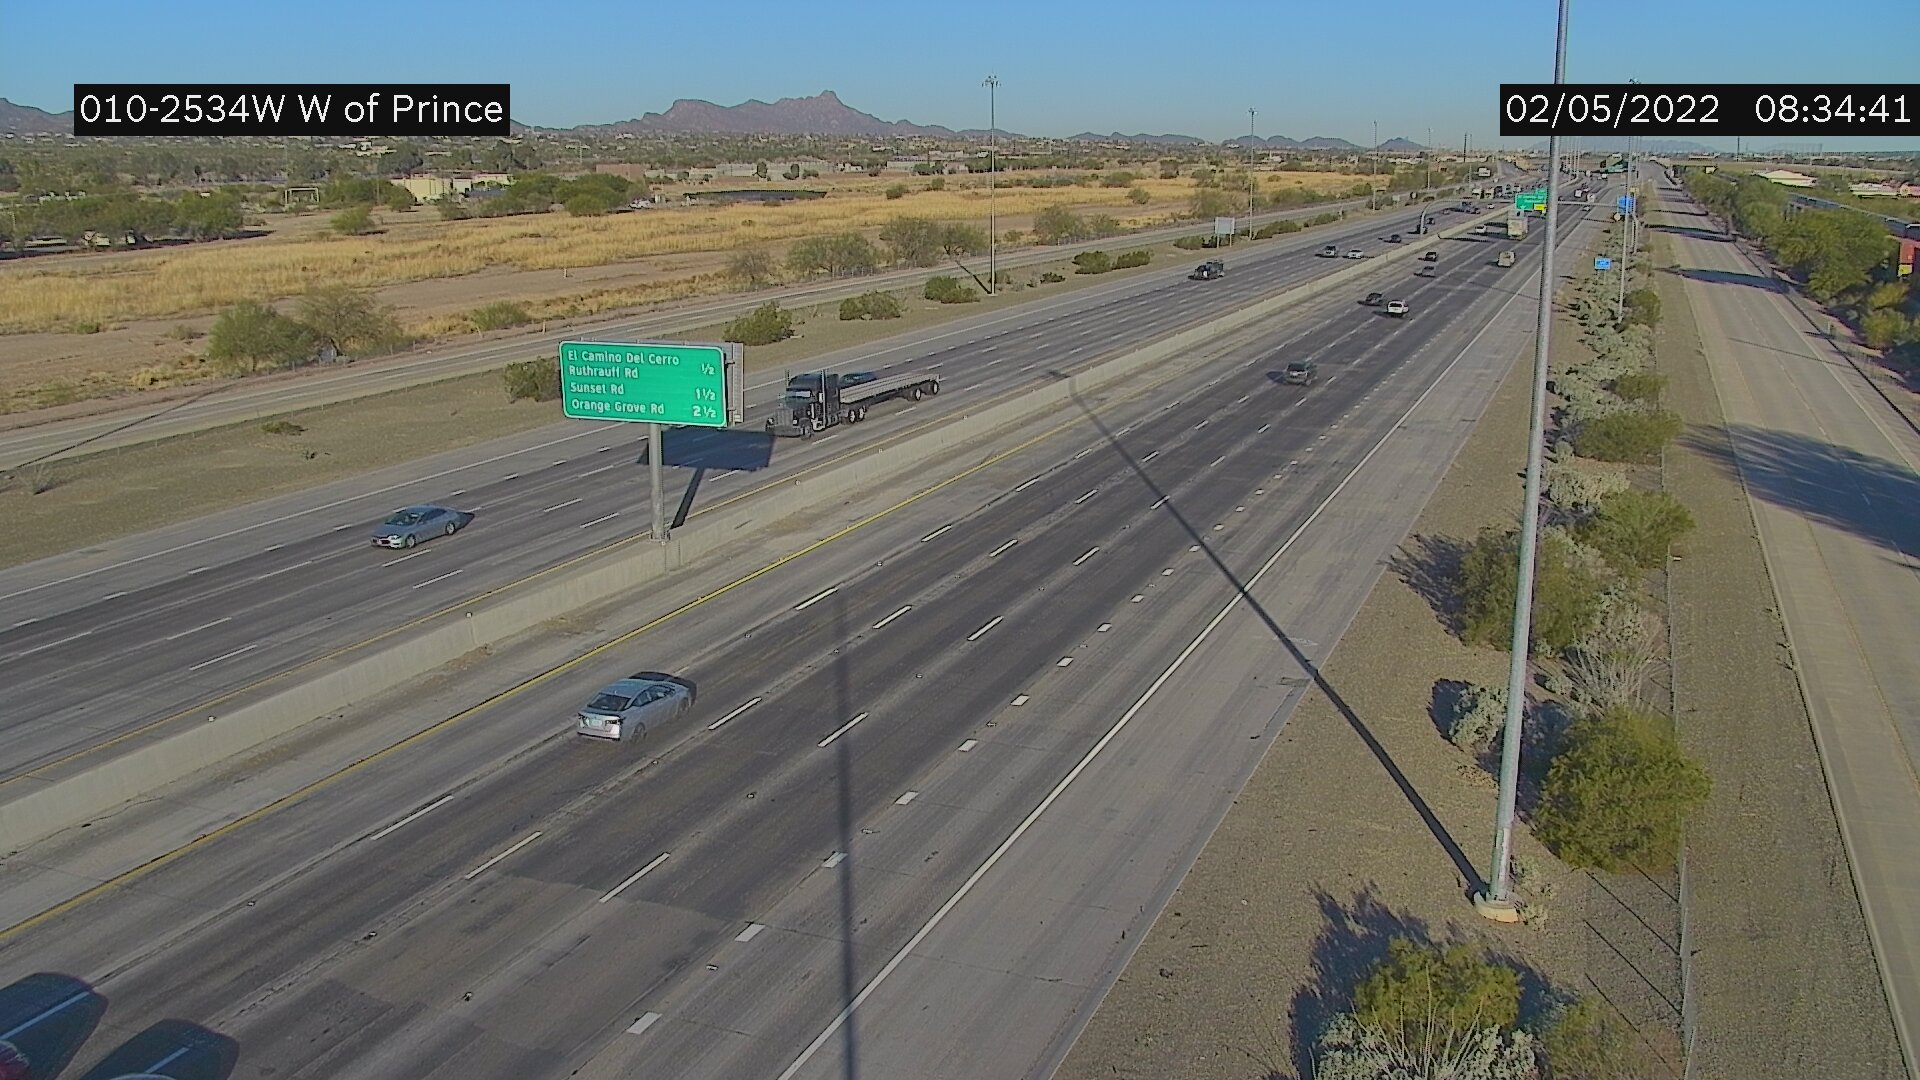 010-2534W W of Prince
02/05/2022 08:34:41
El Camino Del Cerro
Ruthrauff Rd 1/2
Sunset Rd 1 1/2
Orange Grove Rd 2 1/2